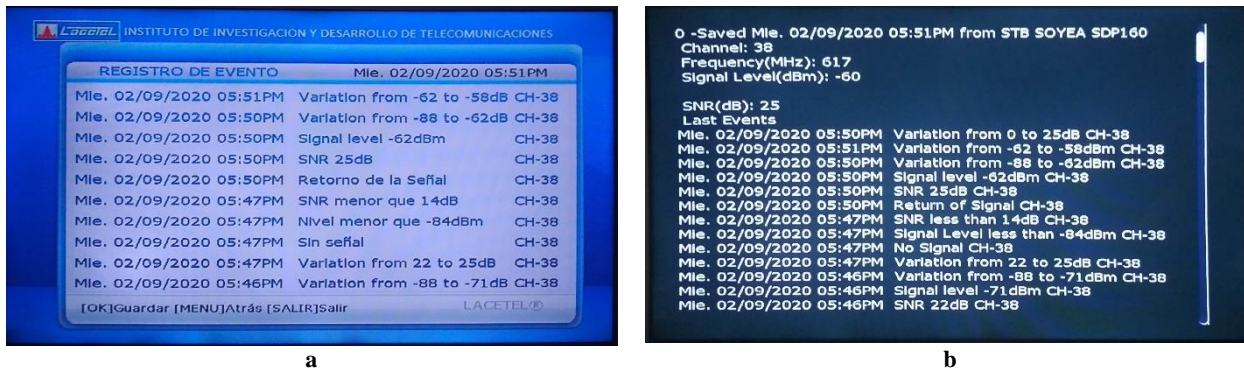 LACETEL INSTITUTO DE INVESTIGACION Y DESARROLLO DE TELECOMUNICACIONES
REGISTRO DE EVENTO Mie. 02/09/2020 05:51PM
Mie. 02/09/2020 05:51PM Variation from -62 to -58dB CH-38
Mie. 02/09/2020 05:50PM Variation from -88 to -62dB CH-38
Mie. 02/09/2020 05:50PM Signal level -62dBm CH-38
Mie. 02/09/2020 05:50PM SNR 25dB CH-38
Mie. 02/09/2020 05:50PM Retorno de la Señal CH-38
Mie. 02/09/2020 05:47PM SNR menor que 14dB CH-38
Mie. 02/09/2020 05:47PM Nivel menor que -84dBm CH-38
Mie. 02/09/2020 05:47PM Sin señal CH-38
Mie. 02/09/2020 05:47PM Variation from 22 to 25dB CH-38
Mie. 02/09/2020 05:46PM Variation from -88 to -71dB CH-38
[OK]Guardar [MENU]Atrás [SALIR]Salir LACETEL®
a
0 -Saved Mie. 02/09/2020 05:51PM from STB SOYEA SDP160
Channel: 38
Frequency(MHz): 617
Signal Level(dBm): -60
SNR(dB): 25
Last Events
Mie. 02/09/2020 05:50PM Variation from 0 to 25dB CH-38
Mie. 02/09/2020 05:51PM Variation from -62 to -58dBm CH-38
Mie. 02/09/2020 05:50PM Variation from -88 to -62dBm CH-38
Mie. 02/09/2020 05:50PM Signal level -62dBm CH-38
Mie. 02/09/2020 05:50PM SNR 25dB CH-38
Mie. 02/09/2020 05:50PM Return of Signal CH-38
Mie. 02/09/2020 05:47PM SNR less than 14dB CH-38
Mie. 02/09/2020 05:47PM Signal Level less than -84dBm CH-38
Mie. 02/09/2020 05:47PM No Signal CH-38
Mie. 02/09/2020 05:47PM Variation from 22 to 25dB CH-38
Mie. 02/09/2020 05:46PM Variation from -88 to -71dBm CH-38
Mie. 02/09/2020 05:46PM Signal level -71dBm CH-38
Mie. 02/09/2020 05:46PM SNR 22dB CH-38
b